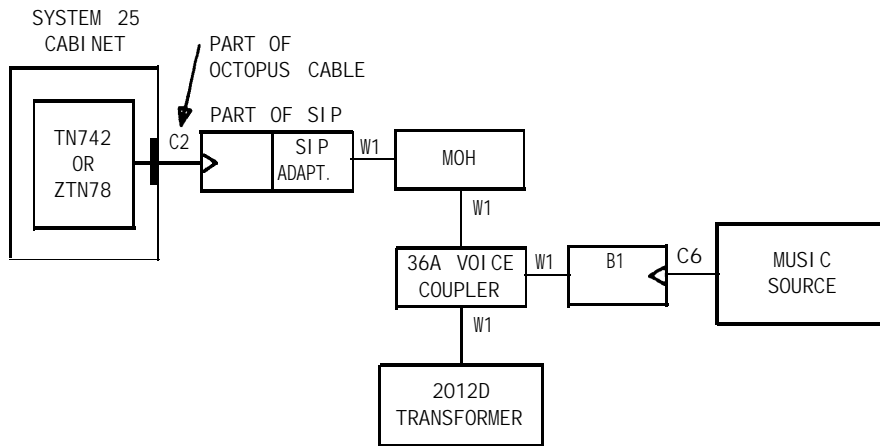 SYSTEM 25
CABINET
PART OF
OCTOPUS CABLE
PART OF SIP
TN742
OR
ZTN78
C2
SIP
ADAPT.
W1
MOH
W1
36A VOICE
COUPLER
W1
B1
C6
MUSIC
SOURCE
W1
2012D
TRANSFORMER